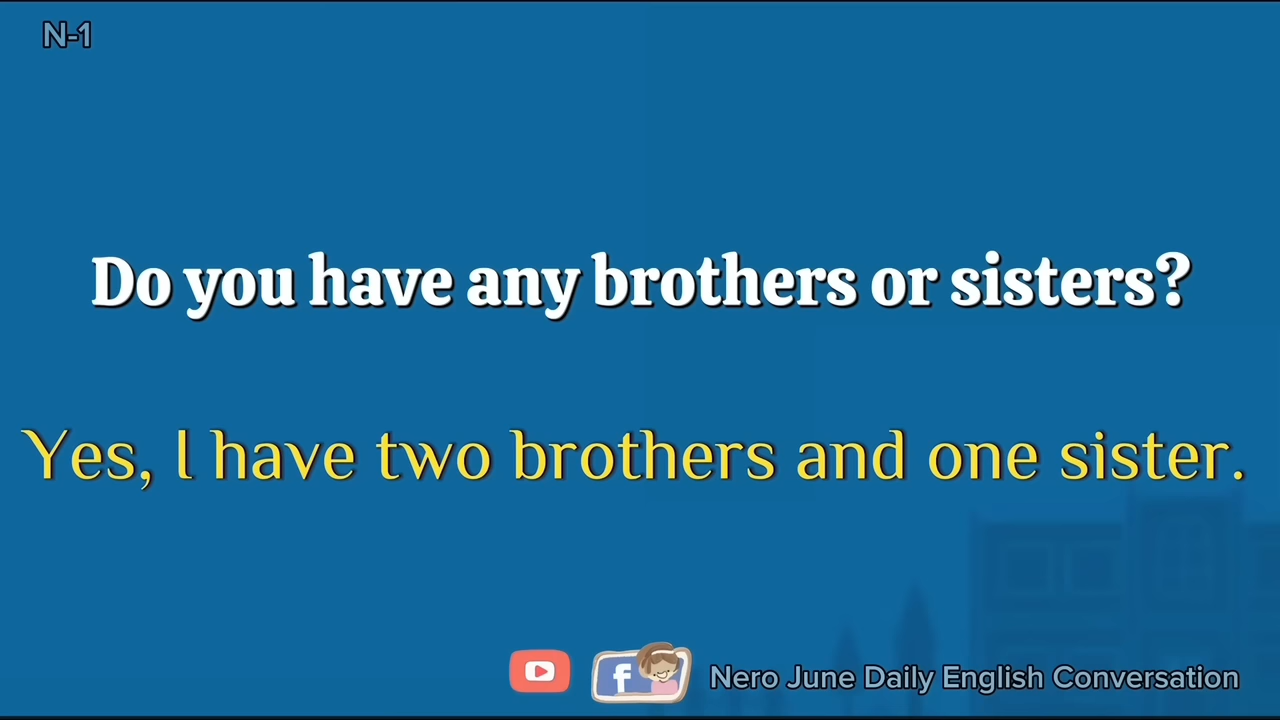 N-1
Do you have any brothers or sisters?
Yes, I have two brothers and one sister.
f Nero June Daily English Conversation